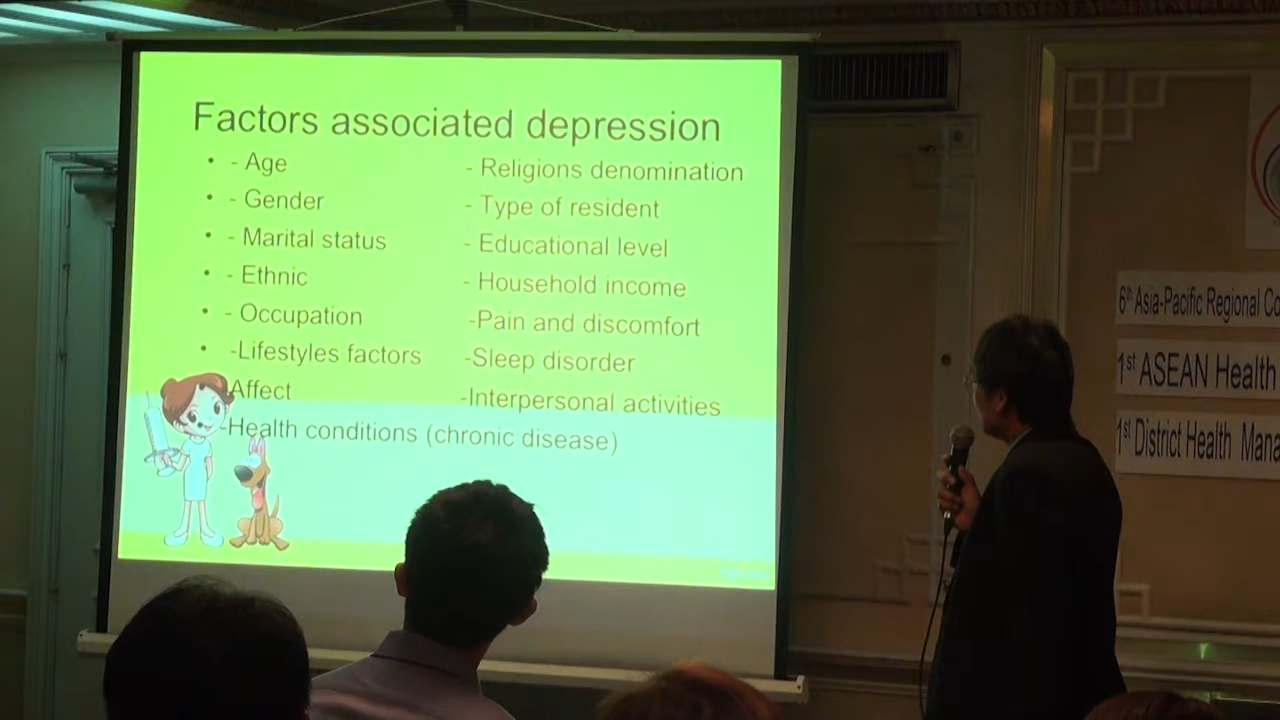 Factors associated depression
• - Age - Religions denomination
• - Gender - Type of resident
• - Marital status - Educational level
• - Ethnic - Household income
• - Occupation -Pain and discomfort
• -Lifestyles factors -Sleep disorder
Affect -Interpersonal activities
-Health conditions (chronic disease)
6th Asia-Pacific Regional
1st ASEAN Health
1st District Health